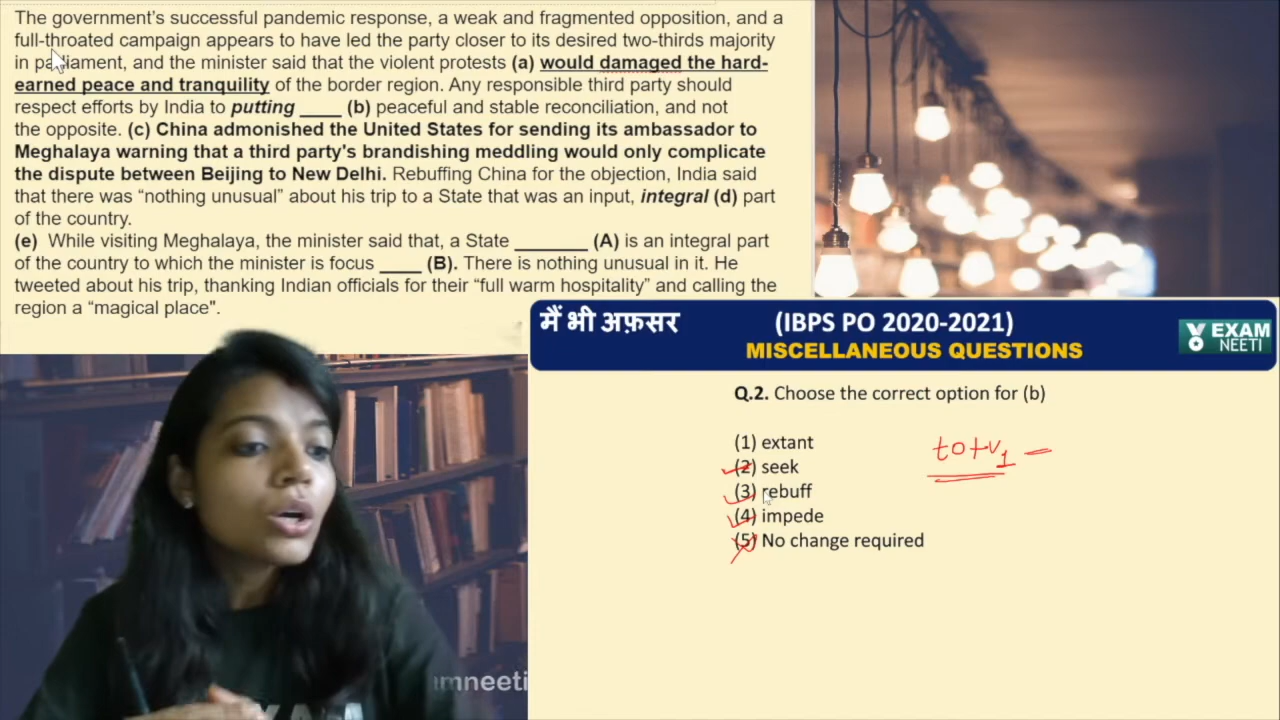 The government's successful pandemic response, a weak and fragmented opposition, and a
full-throated campaign appears to have led the party closer to its desired two-thirds majority
in parliament, and the minister said that the violent protests (a) would damaged the hard-
earned peace and tranquility of the border region. Any responsible third party should
respect efforts by India to putting ____ (b) peaceful and stable reconciliation, and not
the opposite. (c) China admonished the United States for sending its ambassador to
Meghalaya warning that a third party's brandishing meddling would only complicate
the dispute between Beijing to New Delhi. Rebuffing China for the objection, India said
that there was “nothing unusual” about his trip to a State that was an input, integral (d) part
of the country.
(e) While visiting Meghalaya, the minister said that, a State _______ (A) is an integral part
of the country to which the minister is focus ____ (B). There is nothing unusual in it. He
tweeted about his trip, thanking Indian officials for their “full warm hospitality” and calling the
region a “magical place".
मैं भी अफ़सर (IBPS PO 2020-2021)
MISCELLANEOUS QUESTIONS
EXAM
NEETI
Q.2. Choose the correct option for (b)
(1) extant
(2) seek
(3) rebuff
(4) impede
(5) No change required
to+v1 —
amneeti